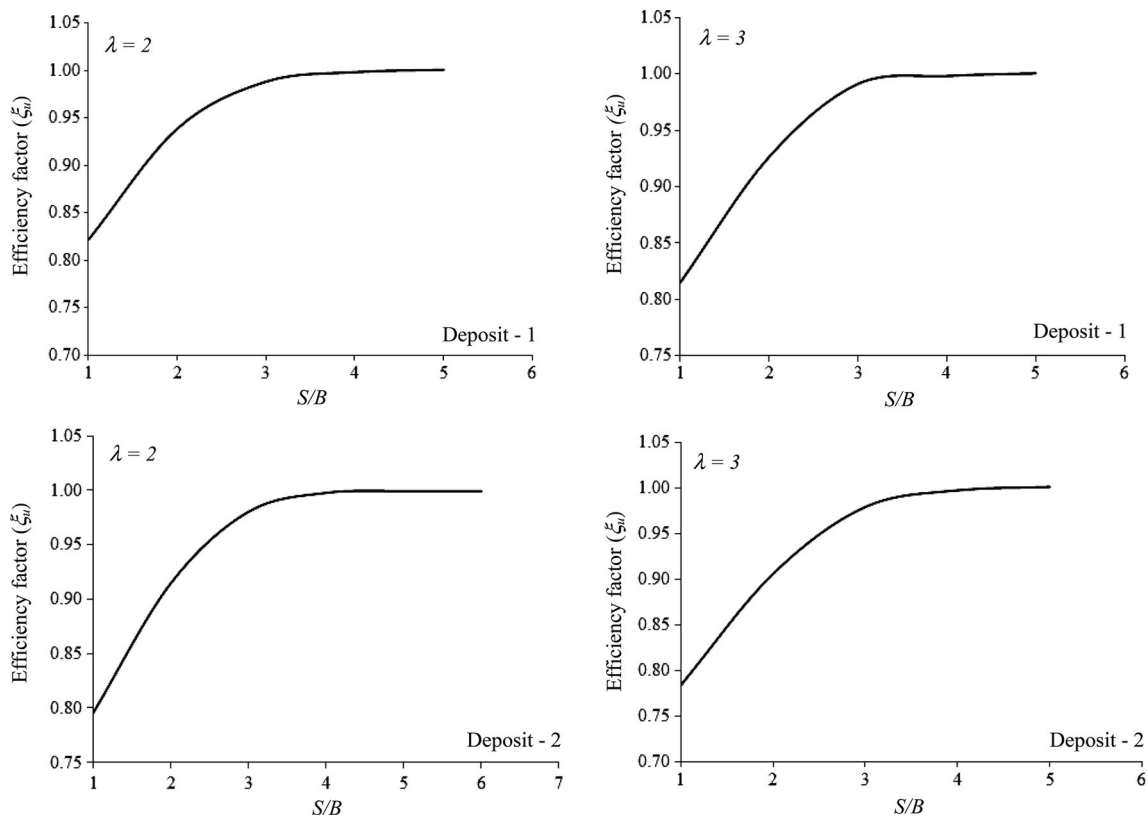 1.05
1.00
0.95
0.90
0.85
0.80
0.75
0.70
Efficiency factor (ξu)
λ = 2
Deposit - 1
1 2 3 4 5 6
S/B
1.05
1.00
0.95
0.90
0.85
0.80
0.75
Efficiency factor (ξu)
λ = 3
Deposit - 1
1 2 3 4 5 6
S/B
1.05
1.00
0.95
0.90
0.85
0.80
0.75
Efficiency factor (ξu)
λ = 2
Deposit - 2
1 2 3 4 5 6 7
S/B
1.05
1.00
0.95
0.90
0.85
0.80
0.75
0.70
Efficiency factor (ξu)
λ = 3
Deposit - 2
1 2 3 4 5 6
S/B